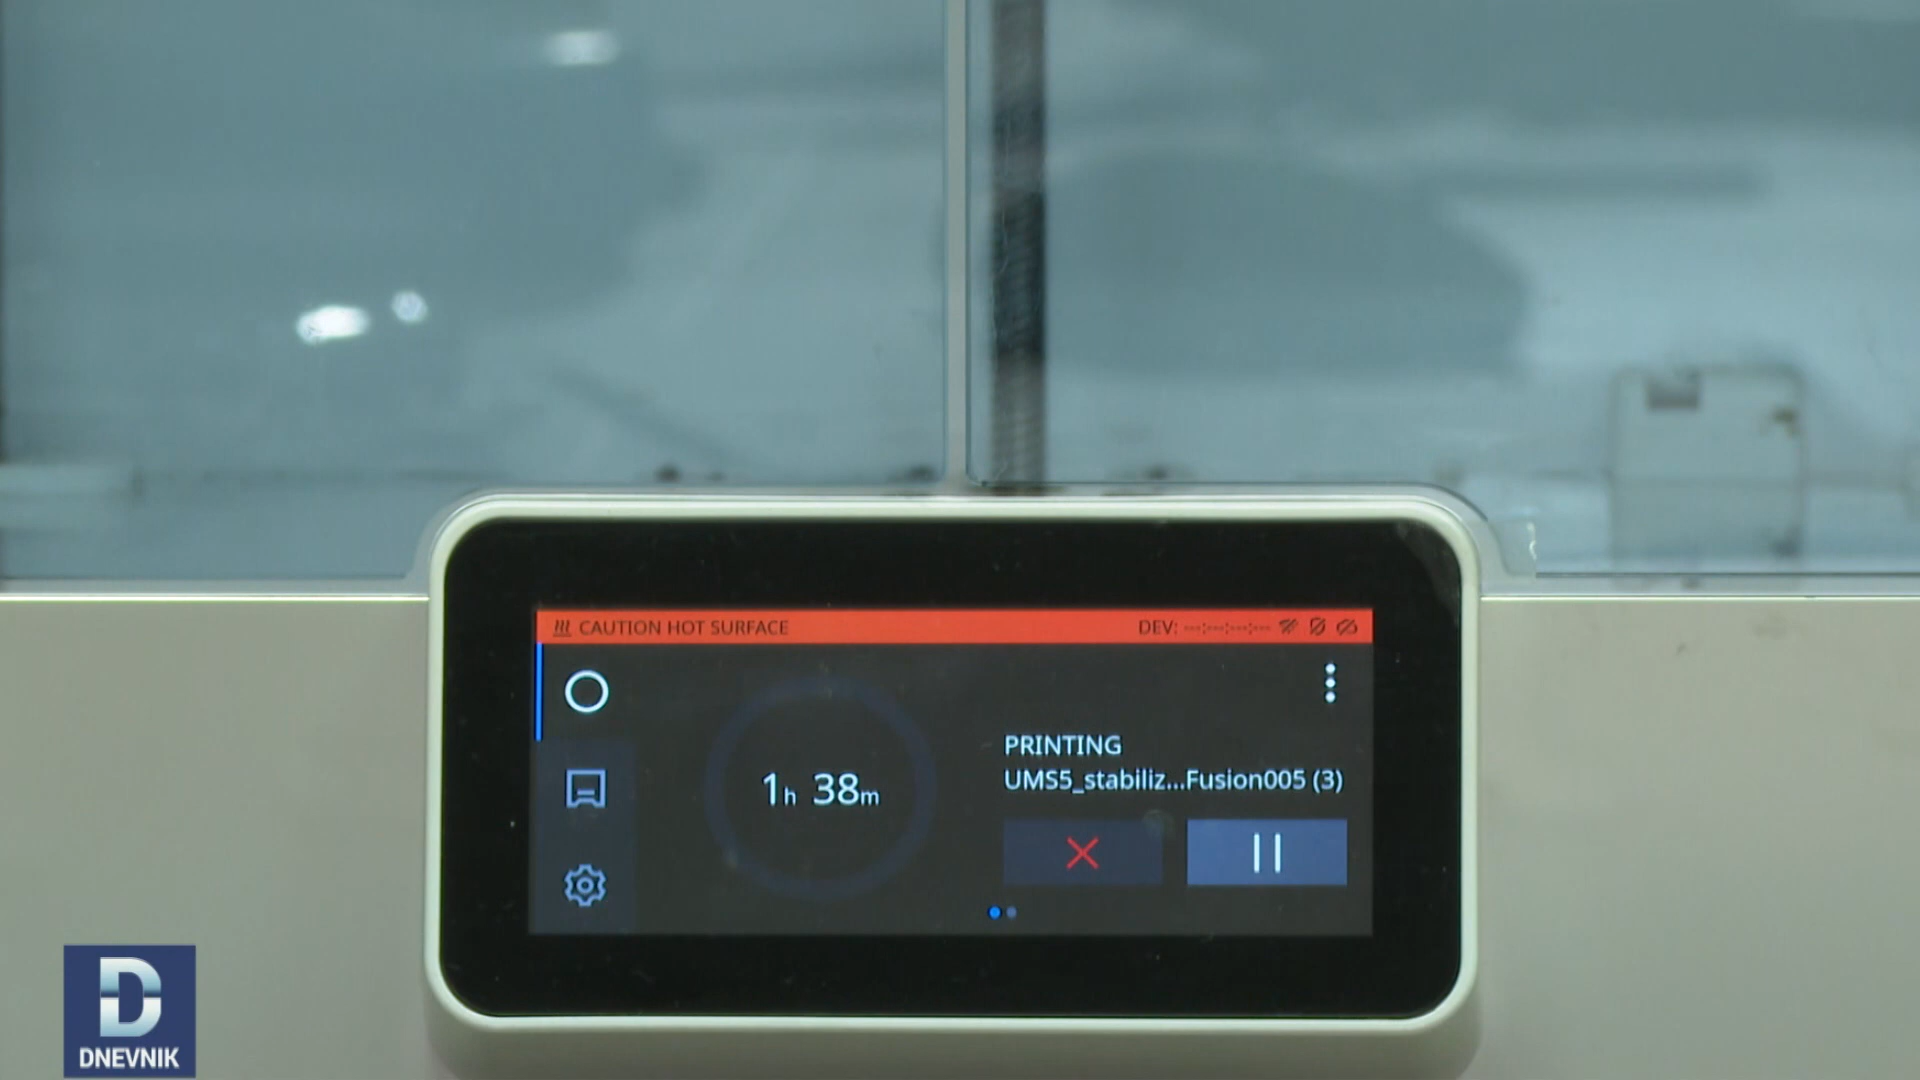 CAUTION HOT SURFACE
DEV: --:--:--:--
1h 38m
PRINTING
UMS5_stabiliz...Fusion005 (3)
D
DNEVNIK